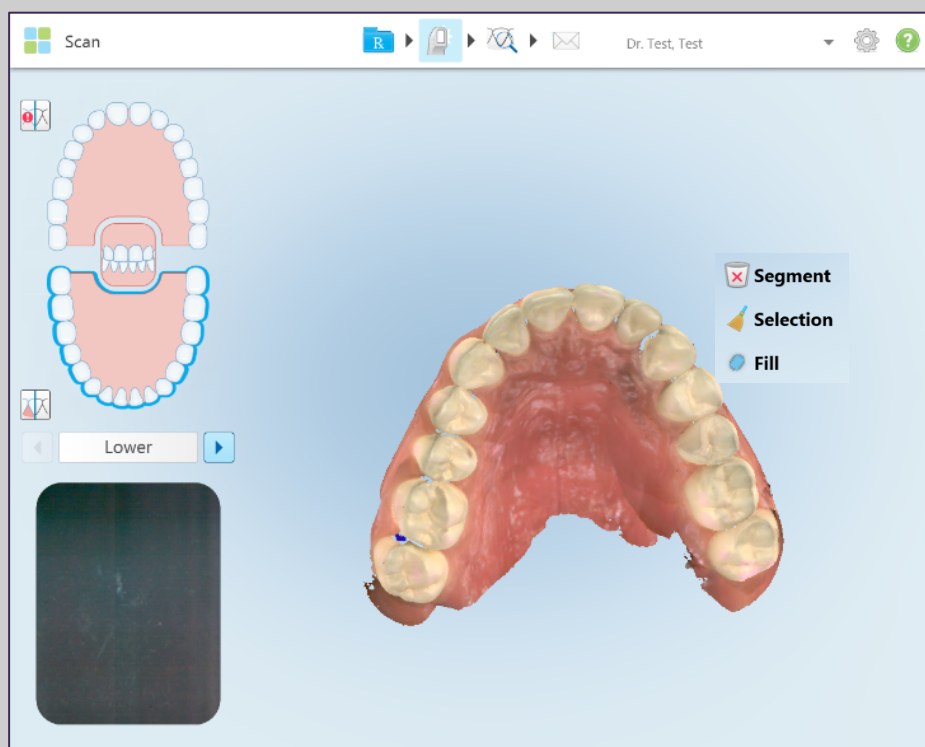 Scan
R
Dr. Test, Test
?
Segment
Selection
Fill
Lower